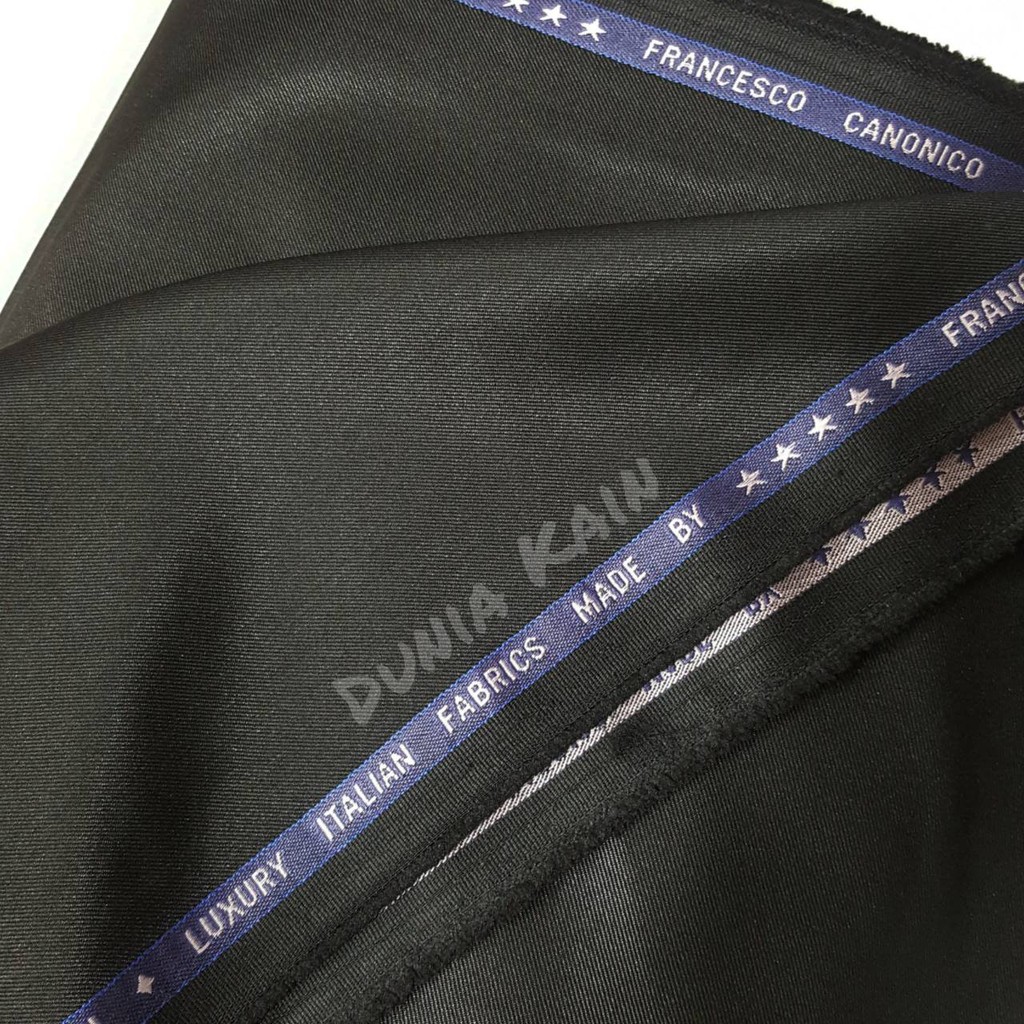 ★★★ FRANCESCO CANONICO
LUXURY ITALIAN FABRICS MADE BY ★★★★★ FRANC
DUNIA KAIN